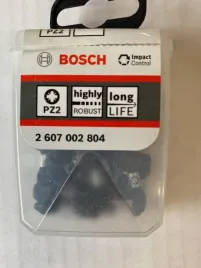 PZ2
BOSCH
Impact
Control
PZ2
highly
ROBUST
long
LIFE
2 607 002 804